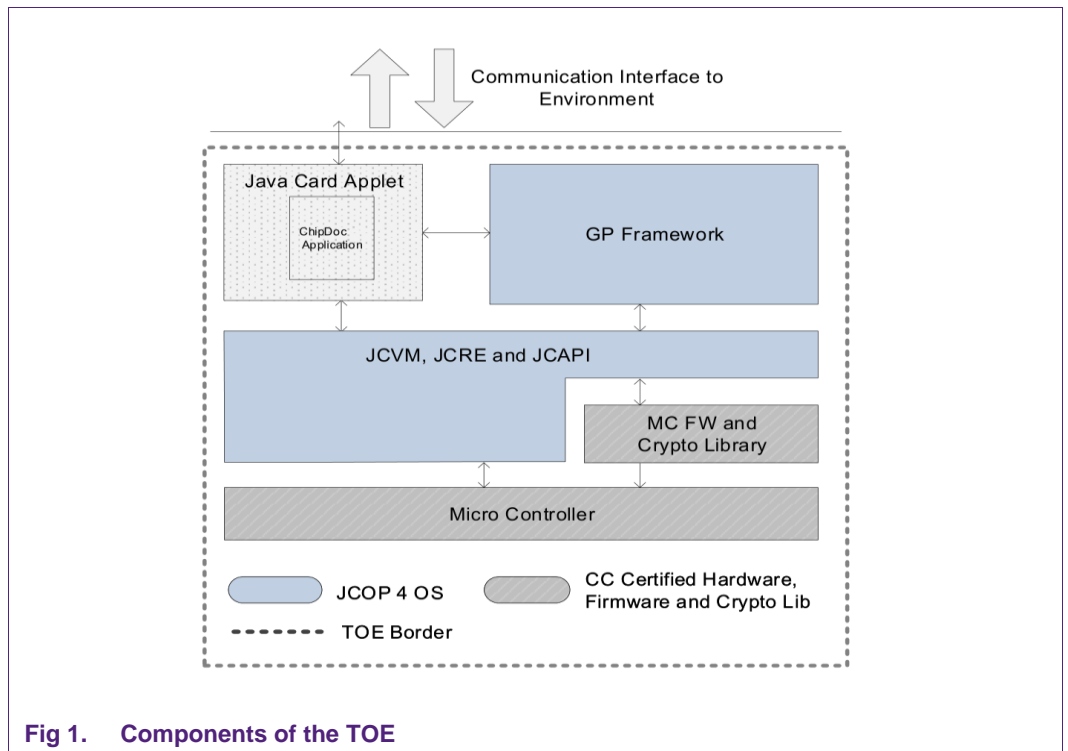 Communication Interface to
Environment
Java Card Applet
ChipDoc
Application
GP Framework
JCVM, JCRE and JCAPI
MC FW and
Crypto Library
Micro Controller
JCOP 4 OS
CC Certified Hardware,
Firmware and Crypto Lib
TOE Border
Fig 1. Components of the TOE